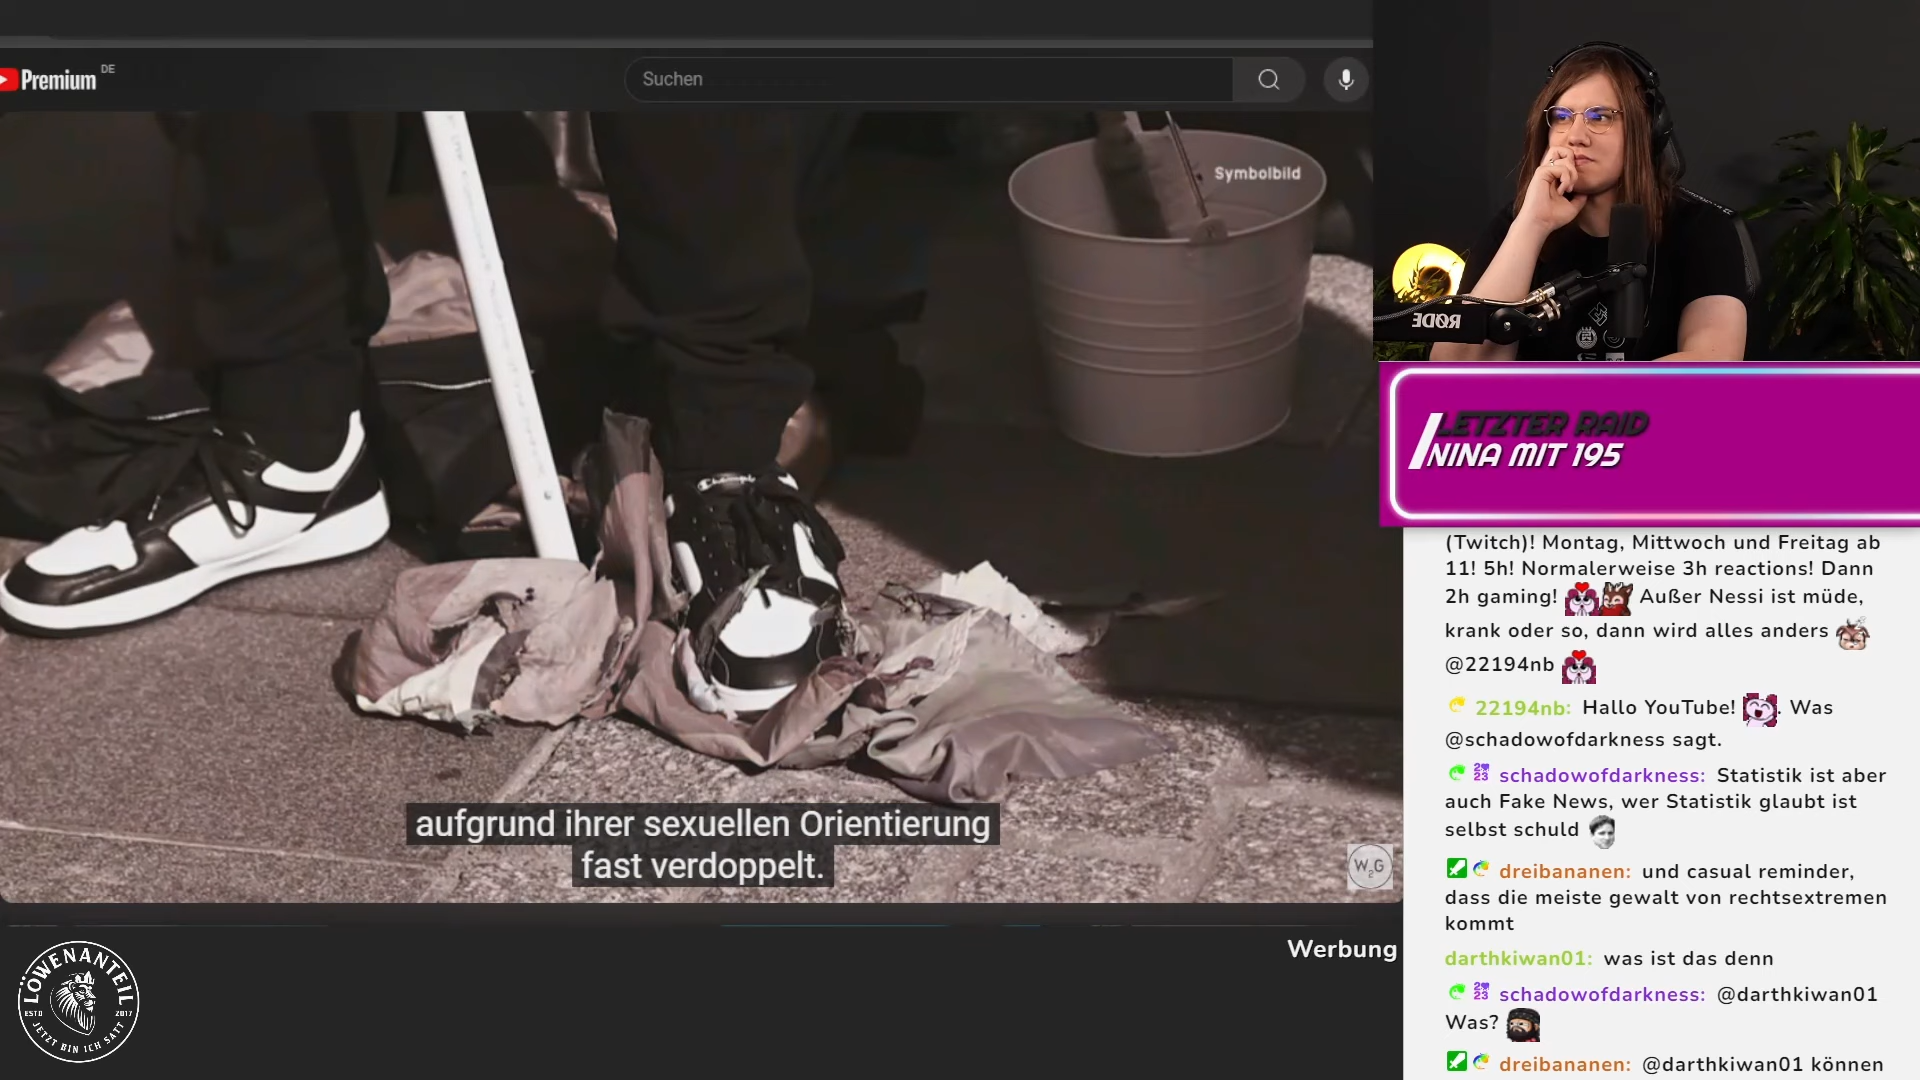 Premium DE
Suchen
Symbolbild
Champion
aufgrund ihrer sexuellen Orientierung
fast verdoppelt.
W2G
Werbung
LÖWENANTEIL
ESTD 2017
JETZT BIN ICH SATT
RØDE
LETZTER RAID
NINA MIT 195
(Twitch)! Montag, Mittwoch und Freitag ab
11! 5h! Normalerweise 3h reactions! Dann
2h gaming! Außer Nessi ist müde,
krank oder so, dann wird alles anders
@22194nb
22194nb: Hallo YouTube! . Was
@schadowofdarkness sagt.
schadowofdarkness: Statistik ist aber
auch Fake News, wer Statistik glaubt ist
selbst schuld
dreibananen: und casual reminder,
dass die meiste gewalt von rechtsextremen
kommt
darthkiwan01: was ist das denn
schadowofdarkness: @darthkiwan01
Was?
dreibananen: @darthkiwan01 können